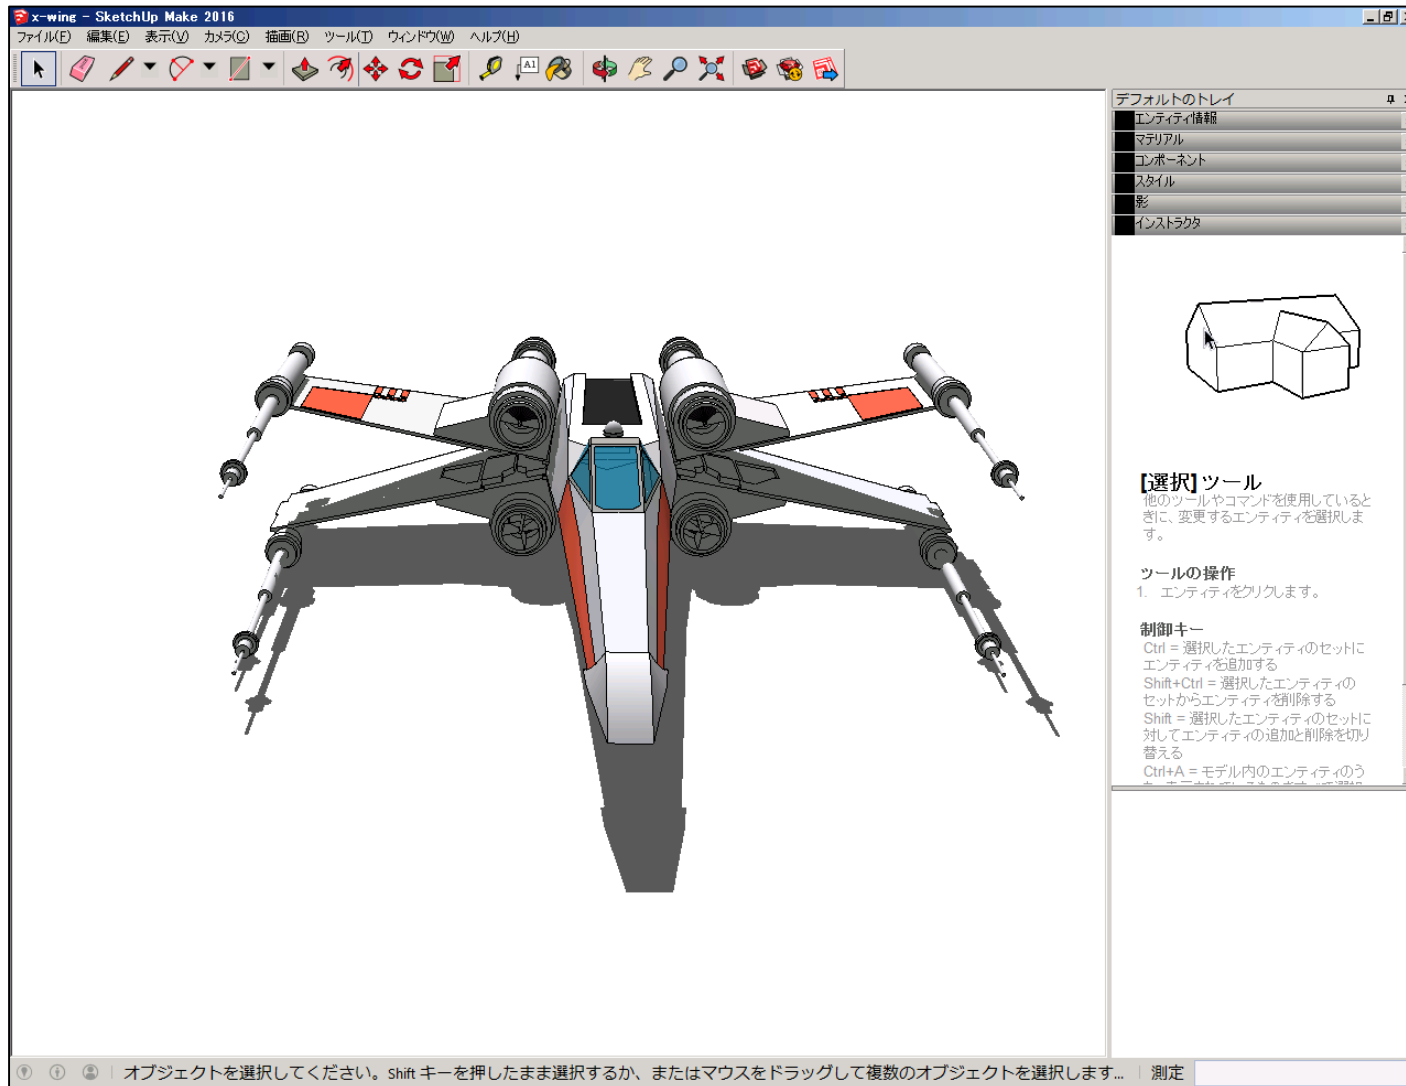 x-wing - SketchUp Make 2016
ファイル(F) 編集(E) 表示(V) カメラ(C) 描画(R) ツール(T) ウィンドウ(W) ヘルプ(H)
A1
デフォルトのトレイ
エンティティ情報
マテリアル
コンポーネント
スタイル
影
インストラクタ
[選択] ツール
他のツールやコマンドを使用していると
きに、変更するエンティティを選択しま
す。
ツールの操作
1. エンティティをクリックします。
制御キー
Ctrl = 選択したエンティティのセットに
エンティティを追加する
Shift+Ctrl = 選択したエンティティの
セットからエンティティを削除する
Shift = 選択したエンティティのセットに
対してエンティティの追加と削除を切り
替える
Ctrl+A = モデル内のエンティティのう
オブジェクトを選択してください。Shift キーを押したまま選択するか、またはマウスをドラッグして複数のオブジェクトを選択します... 測定